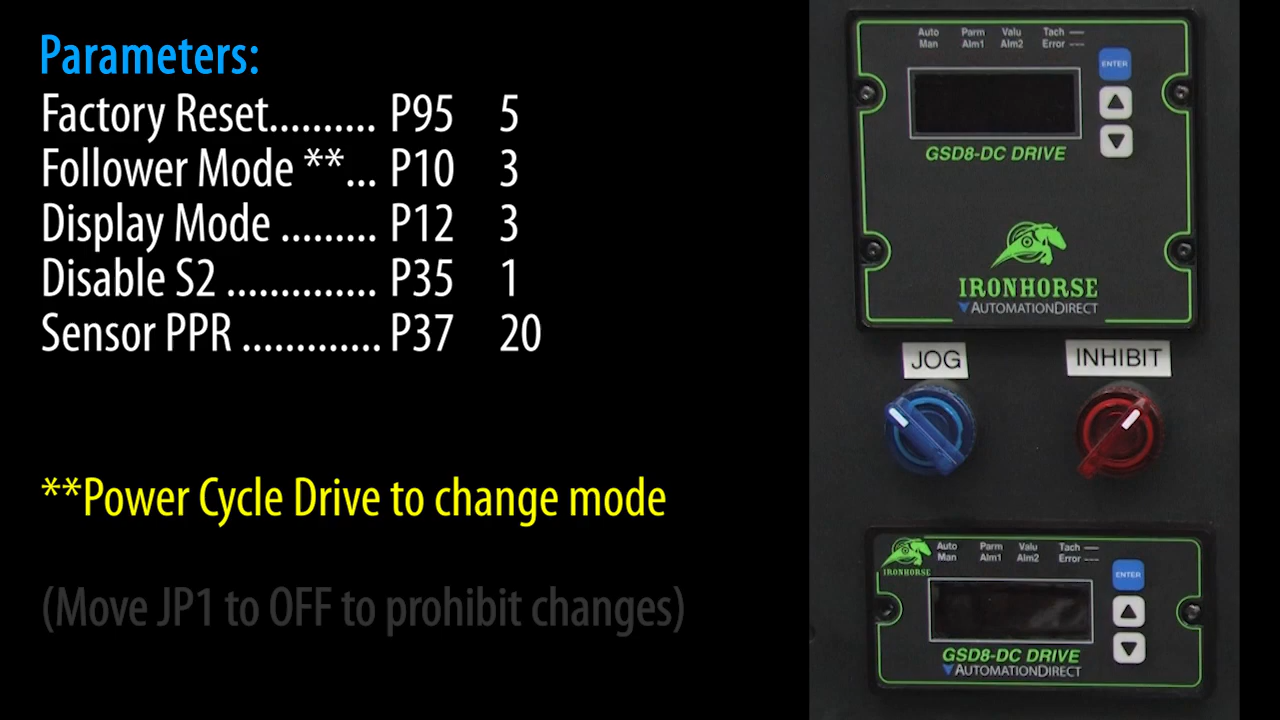 Parameters:
Factory Reset.......... P95 5
Follower Mode **... P10 3
Display Mode ......... P12 3
Disable S2 .............. P35 1
Sensor PPR ............. P37 20
**Power Cycle Drive to change mode
(Move JP1 to OFF to prohibit changes)
Auto Parm Valu Tach —
Man Alm1 Alm2 Error ---
ENTER
GSD8-DC DRIVE
IRONHORSE
AUTOMATIONDIRECT
JOG
INHIBIT
Auto Parm Valu Tach —
Man Alm1 Alm2 Error ---
IRONHORSE
ENTER
GSD8-DC DRIVE
AUTOMATIONDIRECT